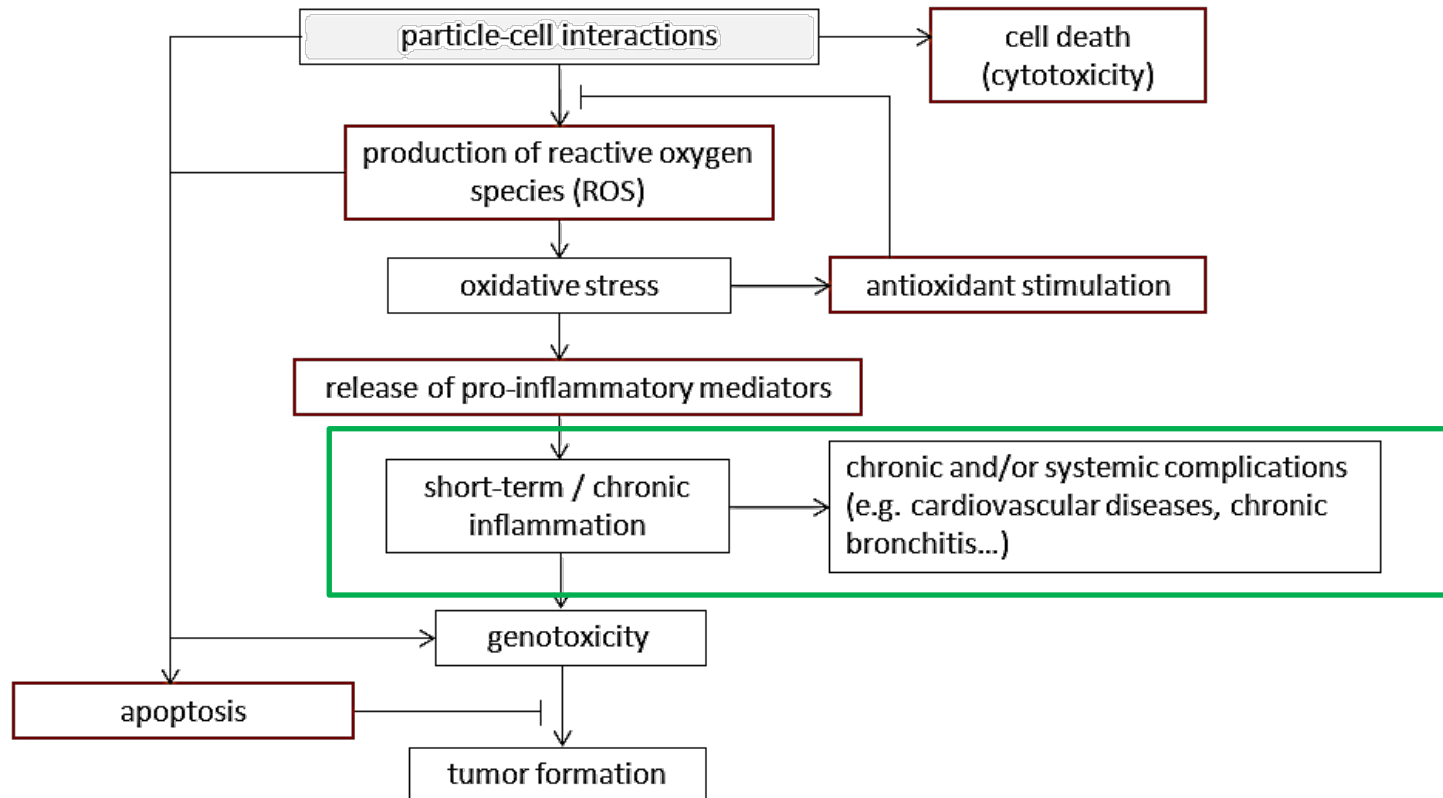 particle-cell interactions
cell death
(cytotoxicity)
production of reactive oxygen
species (ROS)
oxidative stress
antioxidant stimulation
release of pro-inflammatory mediators
short-term / chronic
inflammation
chronic and/or systemic complications
(e.g. cardiovascular diseases, chronic
bronchitis…)
genotoxicity
apoptosis
tumor formation